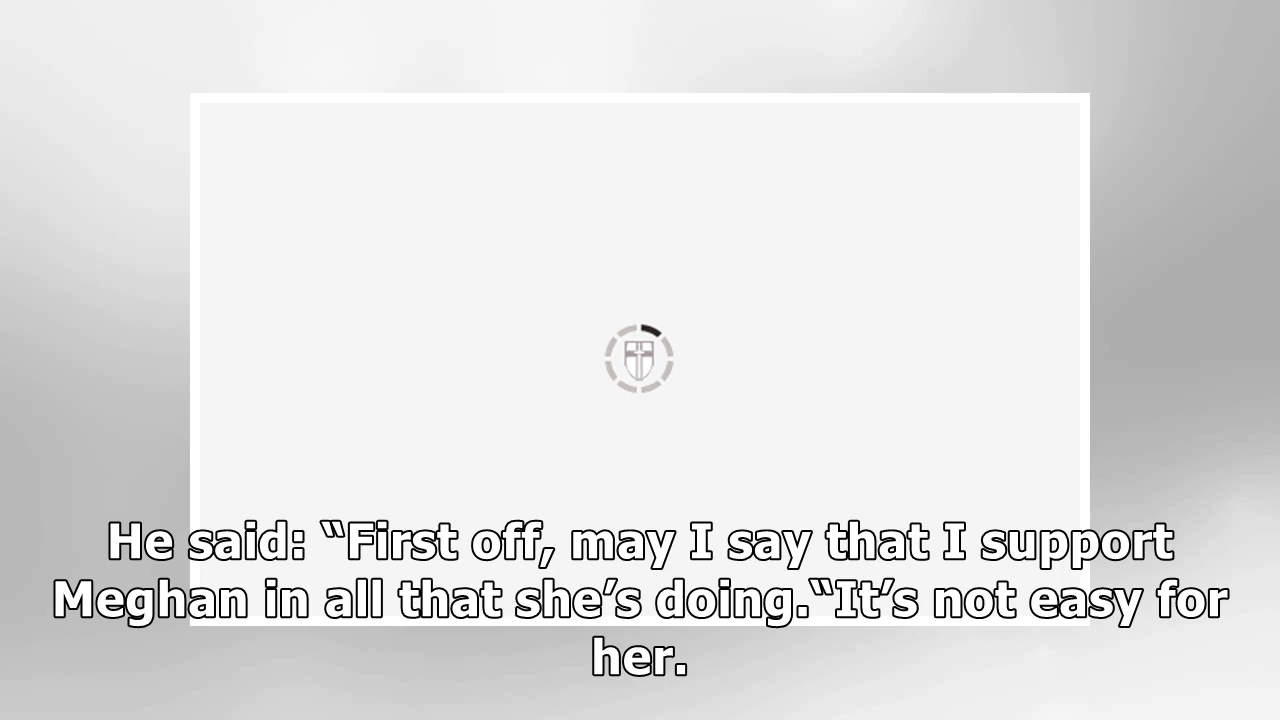 He said: “First off, may I say that I support
Meghan in all that she’s doing.“It’s not easy for
her.